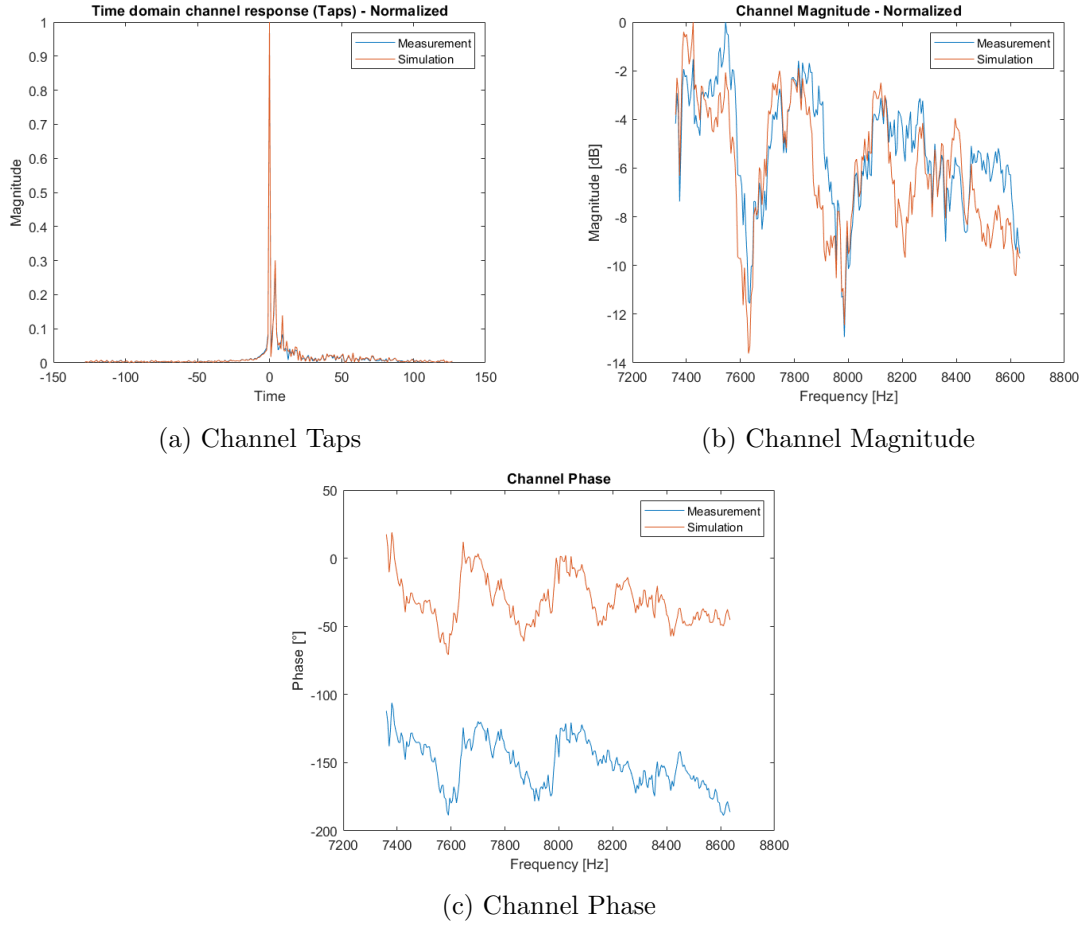 Time domain channel response (Taps) - Normalized
Measurement
Simulation
1
0.9
0.8
0.7
0.6
0.5
0.4
0.3
0.2
0.1
0
Magnitude
-150 -100 -50 0 50 100 150
Time
(a) Channel Taps
Channel Magnitude - Normalized
Measurement
Simulation
0
-2
-4
-6
-8
-10
-12
-14
Magnitude [dB]
7200 7400 7600 7800 8000 8200 8400 8600 8800
Frequency [Hz]
(b) Channel Magnitude
Channel Phase
Measurement
Simulation
50
0
-50
-100
-150
-200
Phase [°]
7200 7400 7600 7800 8000 8200 8400 8600 8800
Frequency [Hz]
(c) Channel Phase